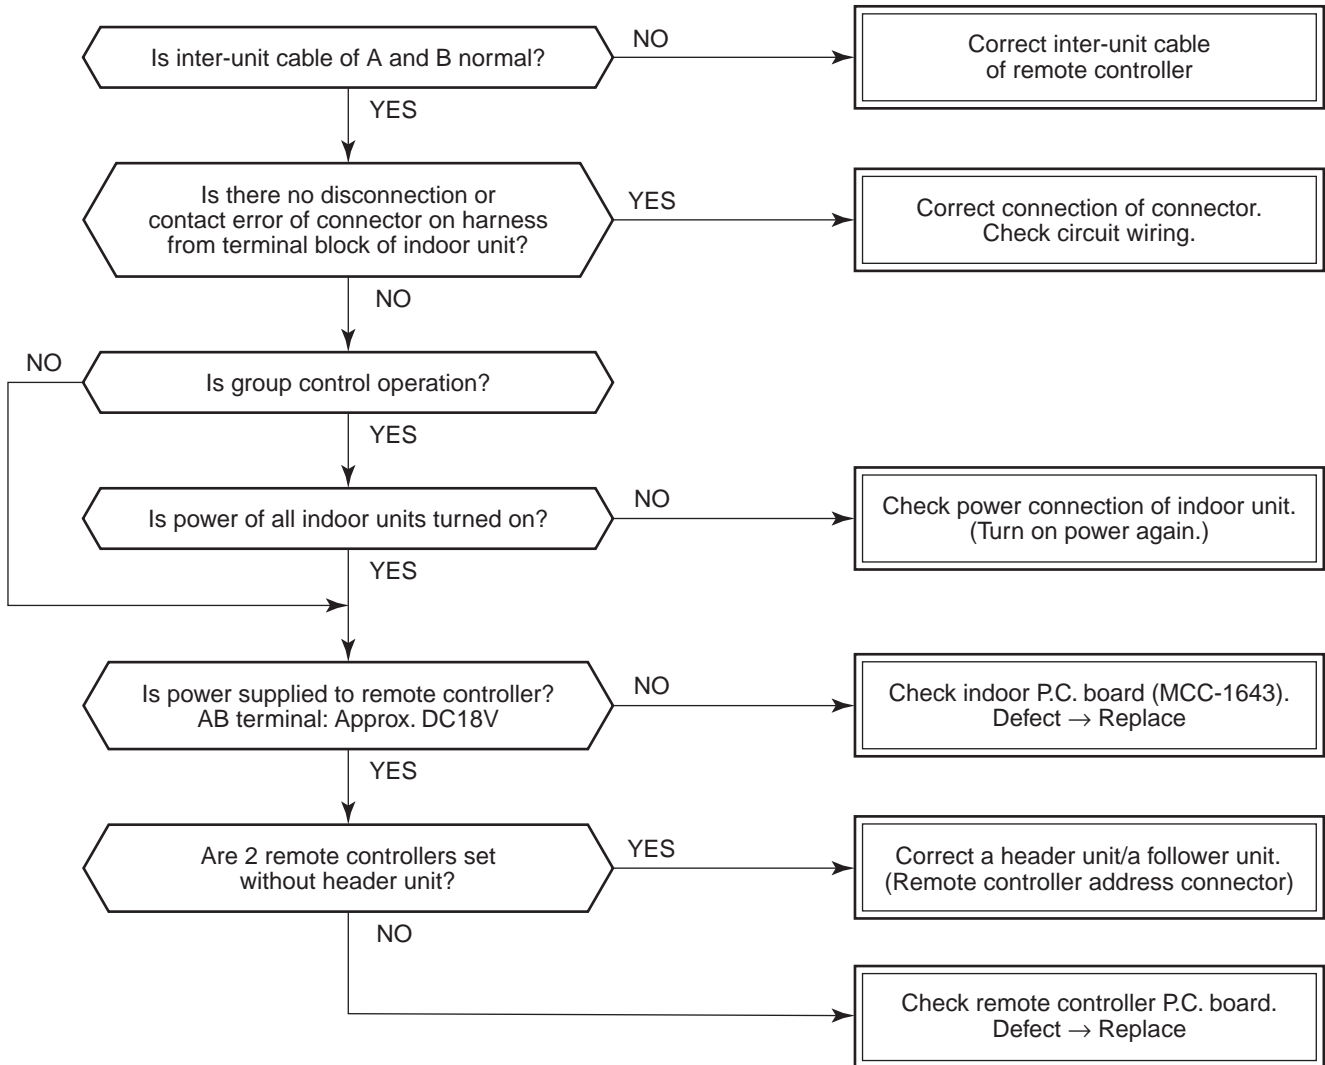 Is inter-unit cable of A and B normal?
NO
Correct inter-unit cable
of remote controller
YES
Is there no disconnection or
contact error of connector on harness
from terminal block of indoor unit?
YES
Correct connection of connector.
Check circuit wiring.
NO
Is group control operation?
NO
YES
Is power of all indoor units turned on?
NO
Check power connection of indoor unit.
(Turn on power again.)
YES
Is power supplied to remote controller?
AB terminal: Approx. DC18V
NO
Check indoor P.C. board (MCC-1643).
Defect → Replace
YES
Are 2 remote controllers set
without header unit?
YES
Correct a header unit/a follower unit.
(Remote controller address connector)
NO
Check remote controller P.C. board.
Defect → Replace